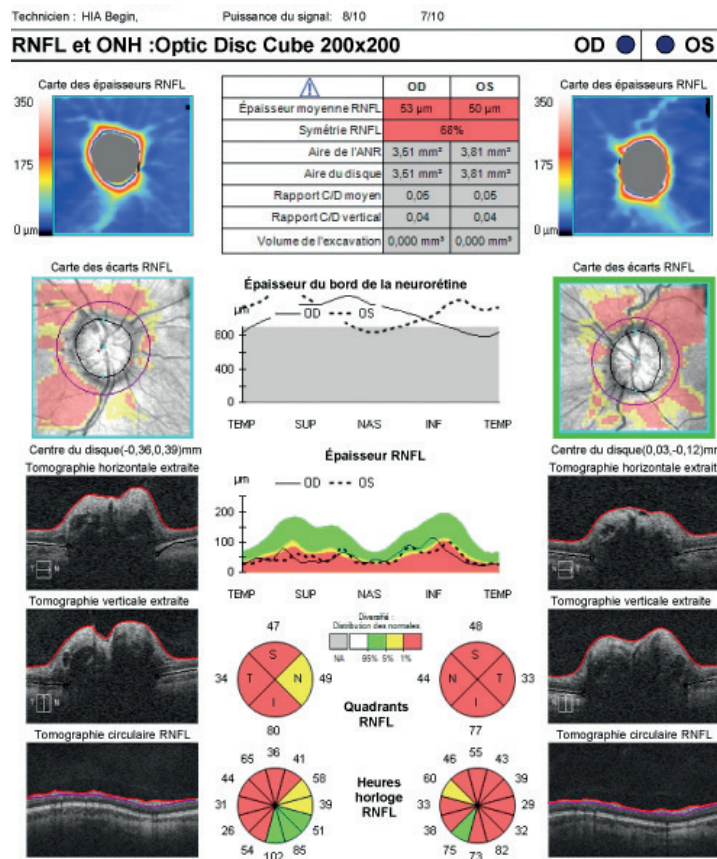 Technicien : HIA Begin, Puissance du signal: 8/10 7/10
RNFL et ONH :Optic Disc Cube 200x200 OD OS
Carte des épaisseurs RNFL
350
175
0 µm
OD OS
Épaisseur moyenne RNFL 53 µm 50 µm
Symétrie RNFL 68%
Aire de l'ANR 3,61 mm² 3,81 mm²
Aire du disque 3,61 mm² 3,81 mm²
Rapport C/D moyen 0,05 0,05
Rapport C/D vertical 0,04 0,04
Volume de l'excavation 0,000 mm³ 0,000 mm³
Carte des épaisseurs RNFL
350
175
0 µm
Carte des écarts RNFL
Centre du disque(-0,36,0,39)mm
Épaisseur du bord de la neurorétine
µm
OD OS
800
400
0
TEMP SUP NAS INF TEMP
Carte des écarts RNFL
Centre du disque(0,03,-0,12)mm
Tomographie horizontale extraite
T N
Épaisseur RNFL
µm
OD OS
200
100
0
TEMP SUP NAS INF TEMP
Tomographie horizontale extraite
N T
Tomographie verticale extraite
T N
Diversifié :
Distribution des normales
NA 95% 5% 1%
47
S
34 T N 49
I
80
Quadrants
RNFL
48
S
44 N T 33
I
77
Tomographie verticale extraite
N T
Tomographie circulaire RNFL
36
65 41
44 58
31 39
26 51
54 85
102
Heures
horloge
RNFL
55
46 43
60 39
33 29
38 32
75 82
73
Tomographie circulaire RNFL